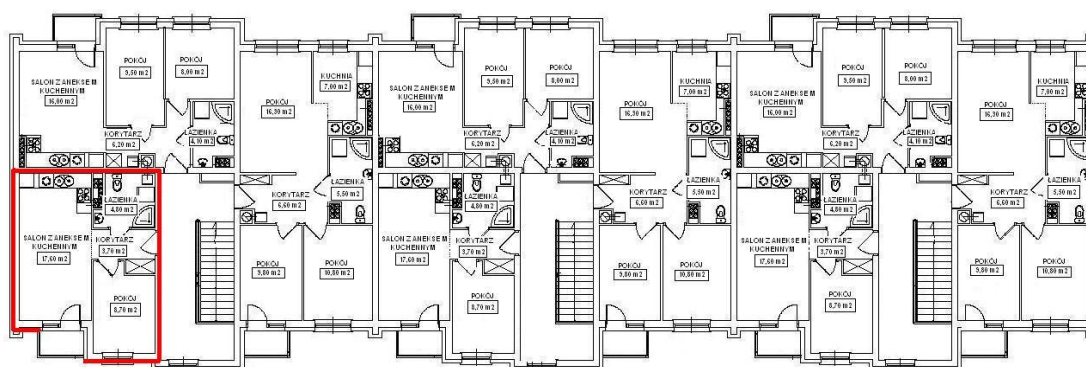 POKÓJ
9,50 m2
POKÓJ
8,00 m2
SALON Z ANEKSEM
KUCHENNYM
16,00 m2
KORYTARZ
6,20 m2
ŁAZIENKA
4,10 m2
POKÓJ
16,30 m2
KUCHNIA
7,00 m2
ŁAZIENKA
5,50 m2
KORYTARZ
6,60 m2
POKÓJ
9,80 m2
POKÓJ
10,80 m2
ŁAZIENKA
4,80 m2
SALON Z ANEKSEM
KUCHENNYM
17,60 m2
KORYTARZ
3,70 m2
POKÓJ
8,70 m2
POKÓJ
9,50 m2
POKÓJ
8,00 m2
SALON Z ANEKSEM
KUCHENNYM
16,00 m2
KORYTARZ
6,20 m2
ŁAZIENKA
4,10 m2
POKÓJ
16,30 m2
KUCHNIA
7,00 m2
ŁAZIENKA
5,50 m2
KORYTARZ
6,60 m2
POKÓJ
9,80 m2
POKÓJ
10,80 m2
ŁAZIENKA
4,80 m2
SALON Z ANEKSEM
KUCHENNYM
17,60 m2
KORYTARZ
3,70 m2
POKÓJ
8,70 m2
POKÓJ
9,50 m2
POKÓJ
8,00 m2
SALON Z ANEKSEM
KUCHENNYM
16,00 m2
KORYTARZ
6,20 m2
ŁAZIENKA
4,10 m2
POKÓJ
16,30 m2
KUCHNIA
7,00 m2
ŁAZIENKA
5,50 m2
KORYTARZ
6,60 m2
POKÓJ
9,80 m2
POKÓJ
10,80 m2
ŁAZIENKA
4,80 m2
SALON Z ANEKSEM
KUCHENNYM
17,60 m2
KORYTARZ
3,70 m2
POKÓJ
8,70 m2